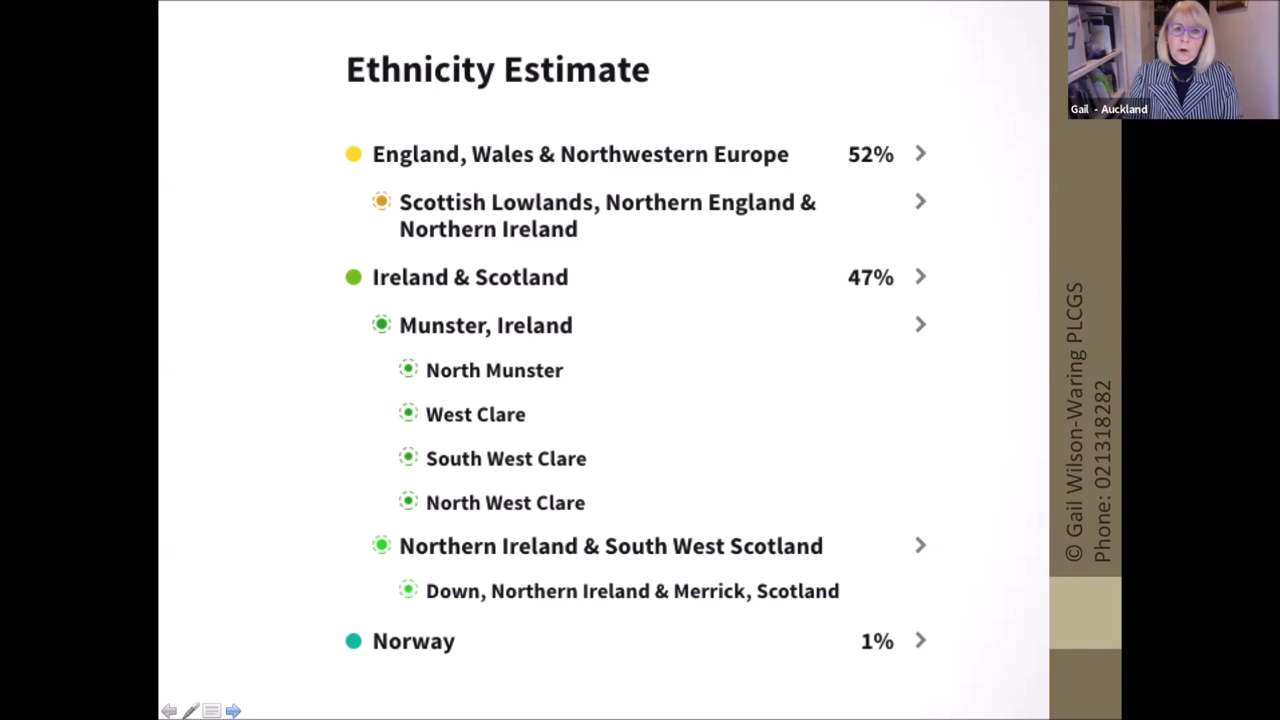 Ethnicity Estimate
England, Wales & Northwestern Europe 52%
Scottish Lowlands, Northern England &
Northern Ireland
Ireland & Scotland 47%
Munster, Ireland
North Munster
West Clare
South West Clare
North West Clare
Northern Ireland & South West Scotland
Down, Northern Ireland & Merrick, Scotland
Norway 1%
Gail - Auckland
© Gail Wilson-Waring PLCGS
Phone: 021318282